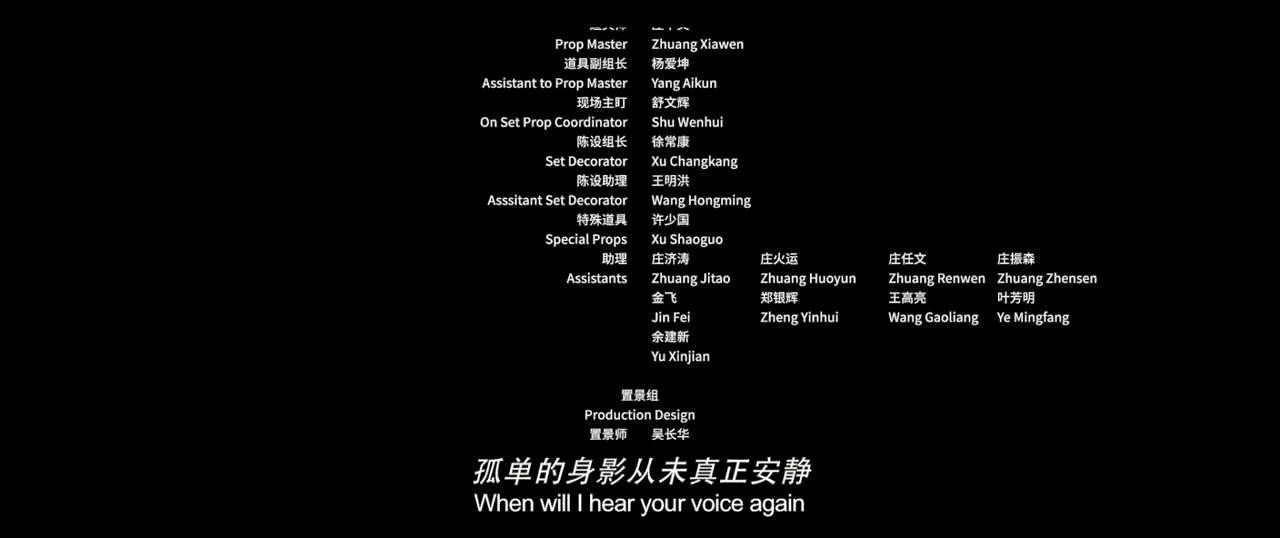 Prop Master Zhuang Xiawen
道具副组长 杨爱坤
Assistant to Prop Master Yang Aikun
现场主盯 舒文辉
On Set Prop Coordinator Shu Wenhui
陈设组长 徐常康
Set Decorator Xu Changkang
陈设助理 王明洪
Asssitant Set Decorator Wang Hongming
特殊道具 许少国
Special Props Xu Shaoguo
助理 庄济涛 庄火运 庄任文 庄振森
Assistants Zhuang Jitao Zhuang Huoyun Zhuang Renwen Zhuang Zhensen
金飞 郑银辉 王高亮 叶芳明
Jin Fei Zheng Yinhui Wang Gaoliang Ye Mingfang
余建新
Yu Xinjian
置景组
Production Design
置景师 吴长华
孤单的身影从未真正安静
When will I hear your voice again